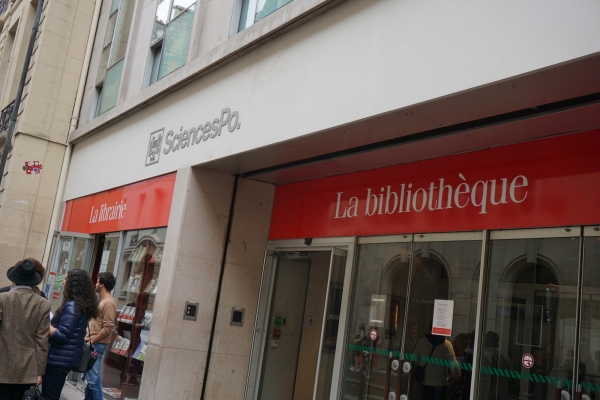 SciencesPo.
La librairie
La bibliothèque